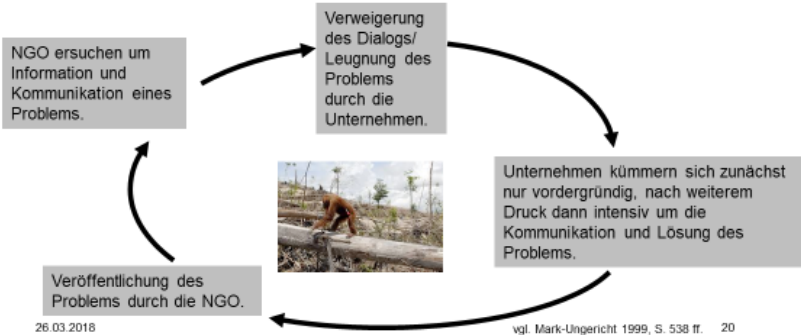 NGO ersuchen um
Information und
Kommunikation eines
Problems.
Verweigerung
des Dialogs/
Leugnung des
Problems
durch die
Unternehmen.
Unternehmen kümmern sich zunächst
nur vordergründig, nach weiterem
Druck dann intensiv um die
Kommunikation und Lösung des
Problems.
Veröffentlichung des
Problems durch die NGO.
26.03.2018
vgl. Mark-Ungericht 1999, S. 538 ff. 20